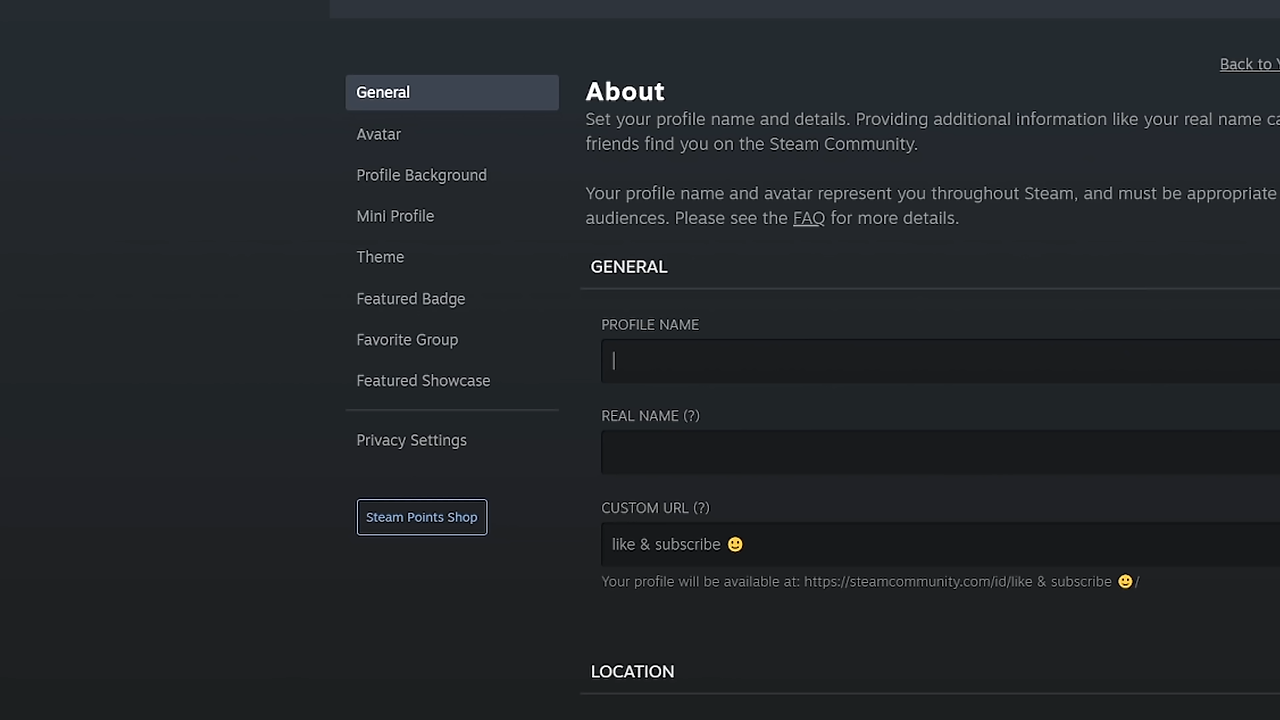 Back to
General
Avatar
Profile Background
Mini Profile
Theme
Featured Badge
Favorite Group
Featured Showcase
Privacy Settings
Steam Points Shop
About
Set your profile name and details. Providing additional information like your real name ca
friends find you on the Steam Community.
Your profile name and avatar represent you throughout Steam, and must be appropriate
audiences. Please see the FAQ for more details.
GENERAL
PROFILE NAME
REAL NAME (?)
CUSTOM URL (?)
like & subscribe 🙂
Your profile will be available at: https://steamcommunity.com/id/like & subscribe 🙂/
LOCATION